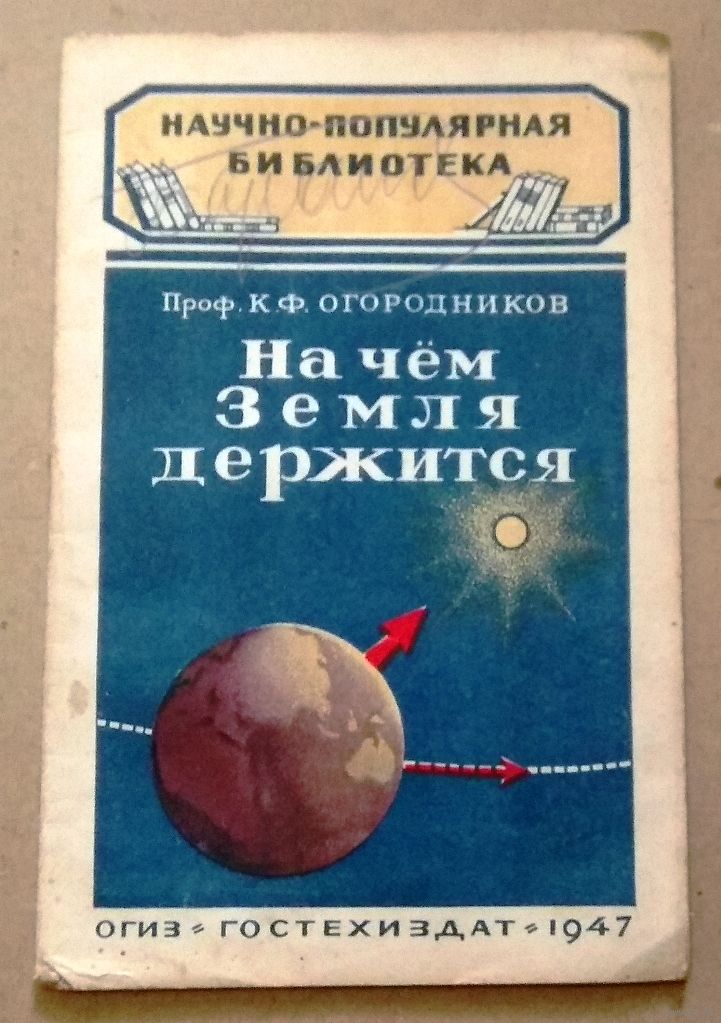 НАУЧНО-ПОПУЛЯРНАЯ
БИБЛИОТЕКА
Проф. К. Ф. ОГОРОДНИКОВ
На чём
Земля
держится
ОГИЗ = ГОСТЕХИЗДАТ = 1947